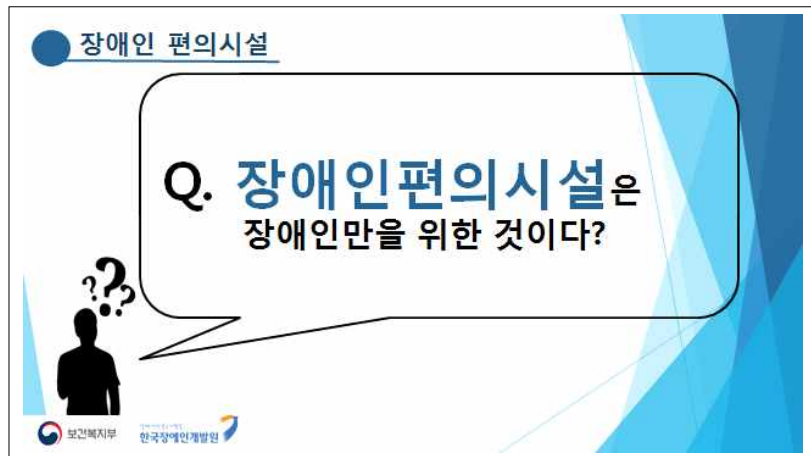 장애인 편의시설
Q. 장애인편의시설은
장애인만을 위한 것이다?
???
보건복지부
한국장애인개발원